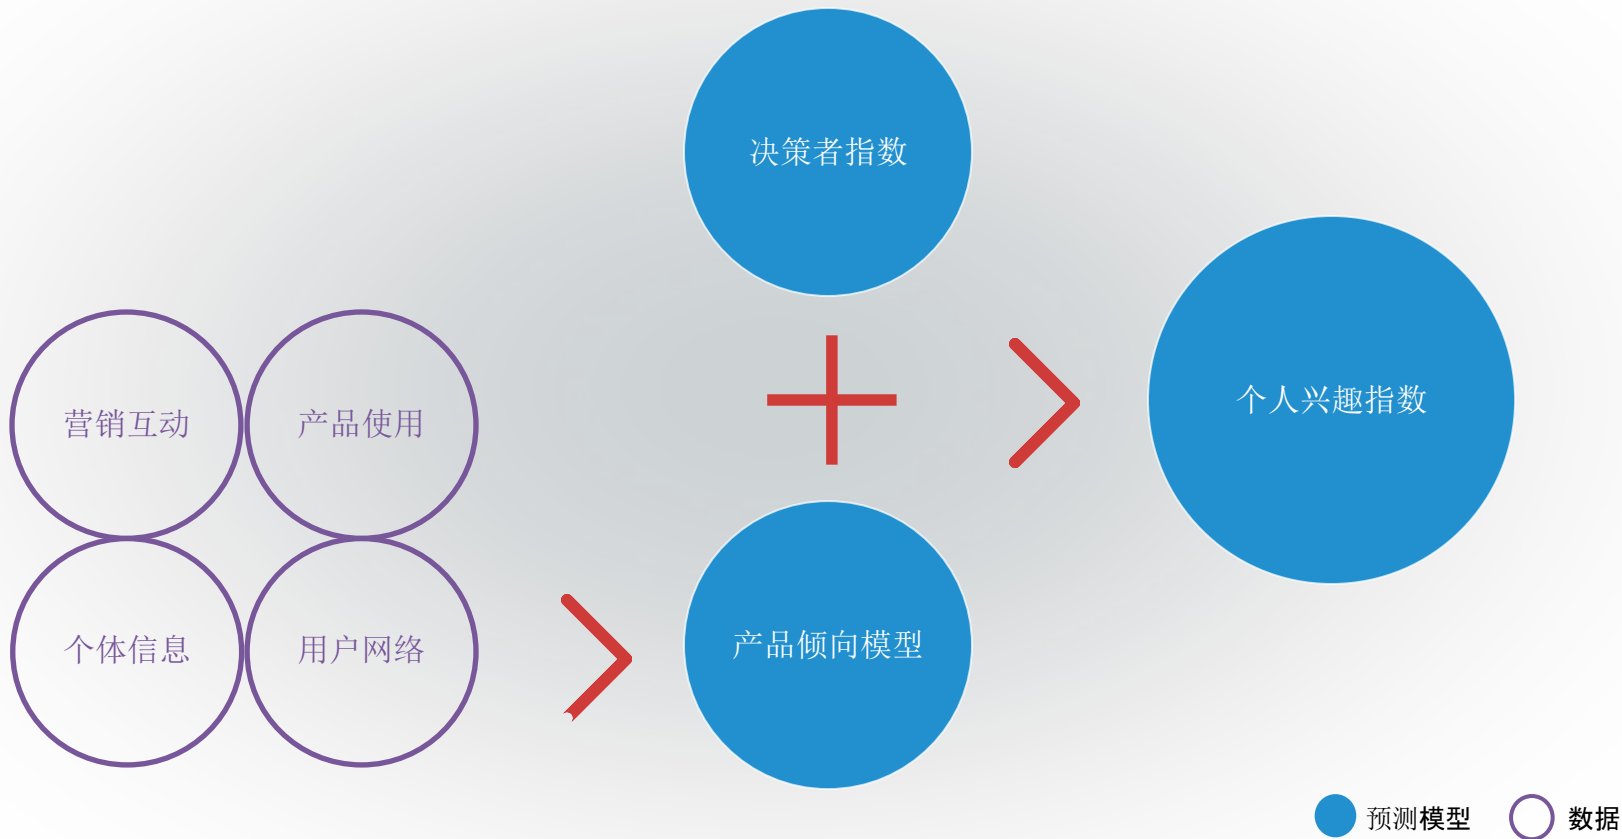 决策者指数
个人兴趣指数
营销互动
产品使用
个体信息
用户网络
产品倾向模型
预测模型
数据